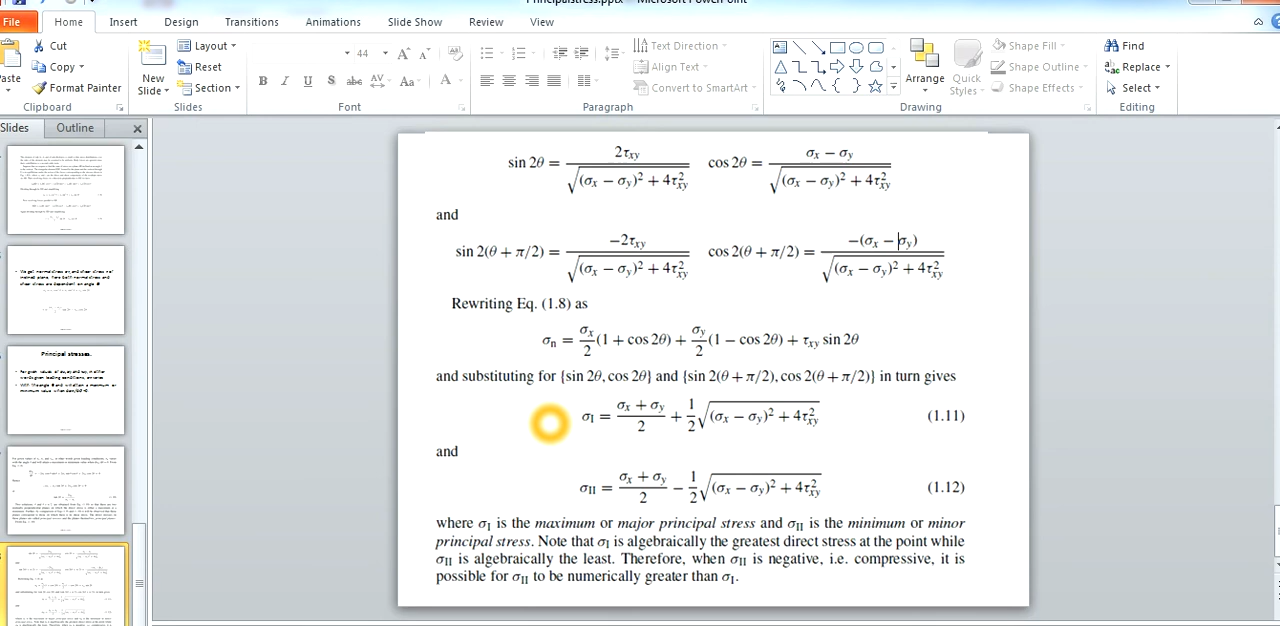 Principalstress.pptx - Microsoft PowerPoint
File Home Insert Design Transitions Animations Slide Show Review View
Cut
Copy
Format Painter
Paste
Clipboard
New
Slide
Layout
Reset
Section
Slides
44
B I U S abc AV Aa A
Font
Text Direction
Align Text
Convert to SmartArt
Paragraph
Arrange
Quick
Styles
Shape Fill
Shape Outline
Shape Effects
Drawing
Find
Replace
Select
Editing
Slides Outline
Principal stresses.
sin 2θ = 2τxy / √(σx − σy)² + 4τ²xy cos 2θ = σx − σy / √(σx − σy)² + 4τ²xy
and
sin 2(θ + π/2) = −2τxy / √(σx − σy)² + 4τ²xy cos 2(θ + π/2) = −(σx − σy) / √(σx − σy)² + 4τ²xy
Rewriting Eq. (1.8) as
σn = σx/2 (1 + cos 2θ) + σy/2 (1 − cos 2θ) + τxy sin 2θ
and substituting for {sin 2θ, cos 2θ} and {sin 2(θ + π/2), cos 2(θ + π/2)} in turn gives
σI = σx + σy / 2 + 1/2 √(σx − σy)² + 4τ²xy (1.11)
and
σII = σx + σy / 2 − 1/2 √(σx − σy)² + 4τ²xy (1.12)
where σI is the maximum or major principal stress and σII is the minimum or minor
principal stress. Note that σI is algebraically the greatest direct stress at the point while
σII is algebraically the least. Therefore, when σII is negative, i.e. compressive, it is
possible for σII to be numerically greater than σI.